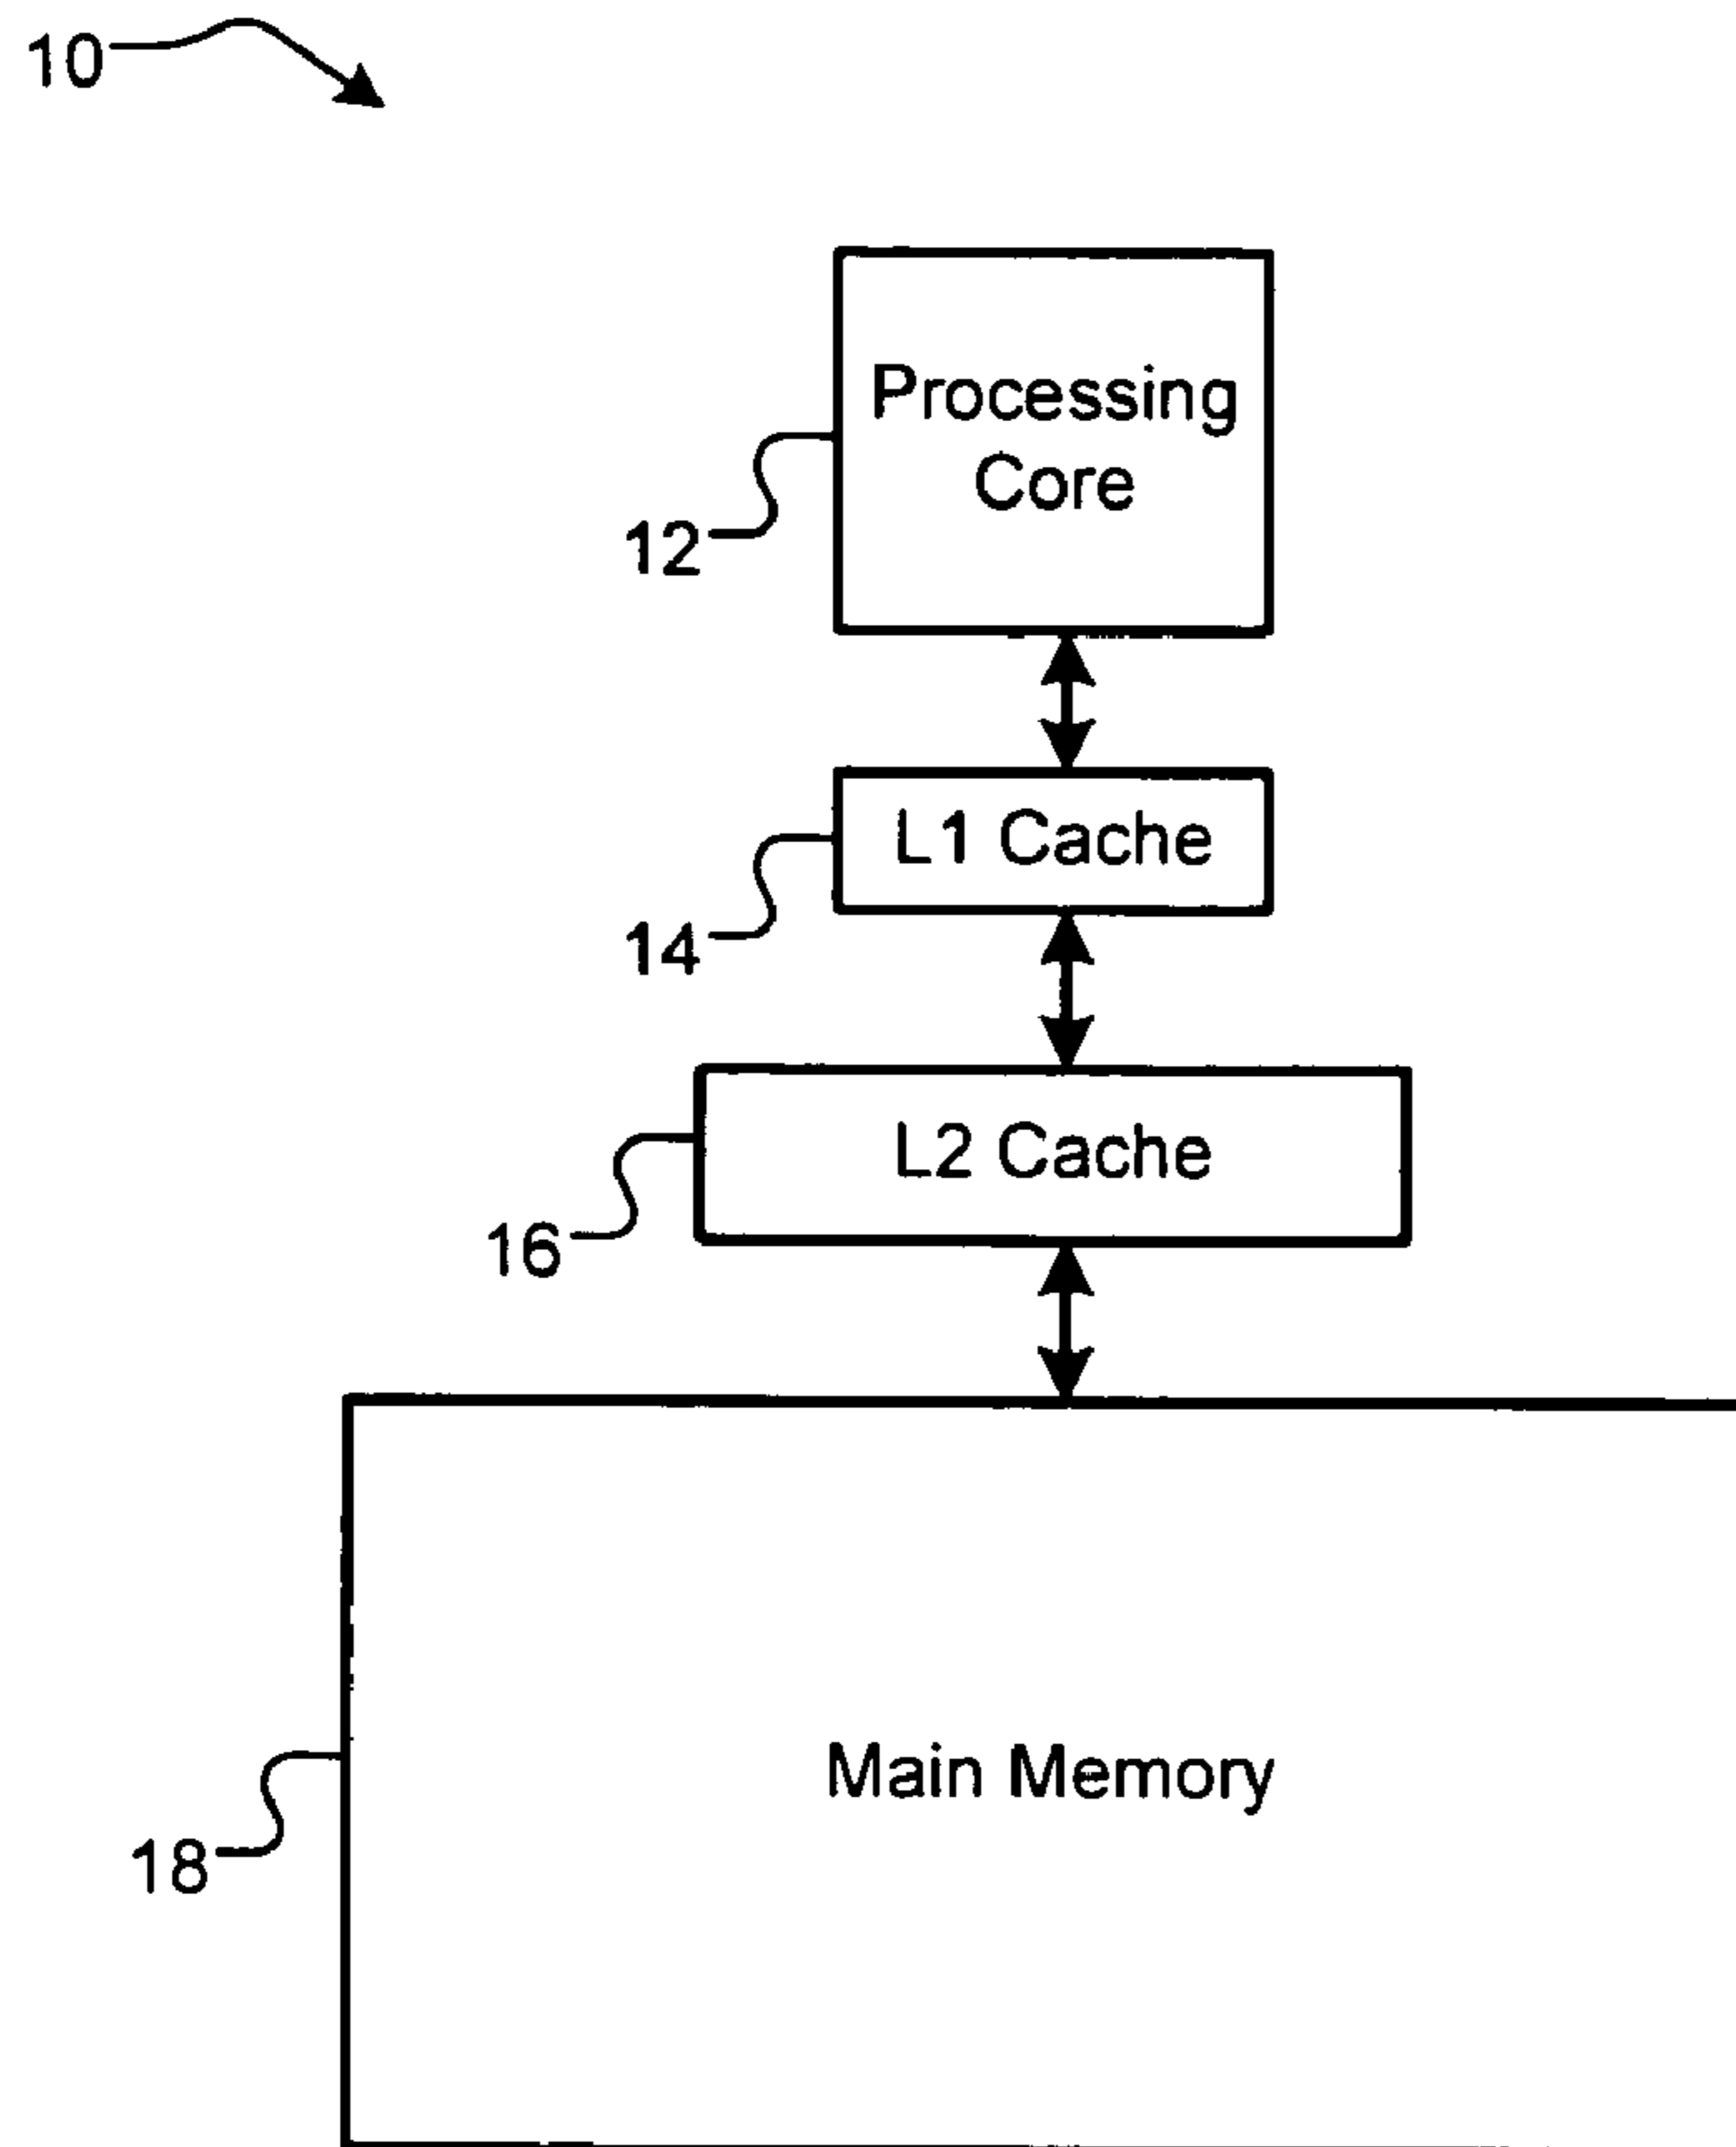 10
Processing
Core
12
L1 Cache
14
L2 Cache
16
Main Memory
18